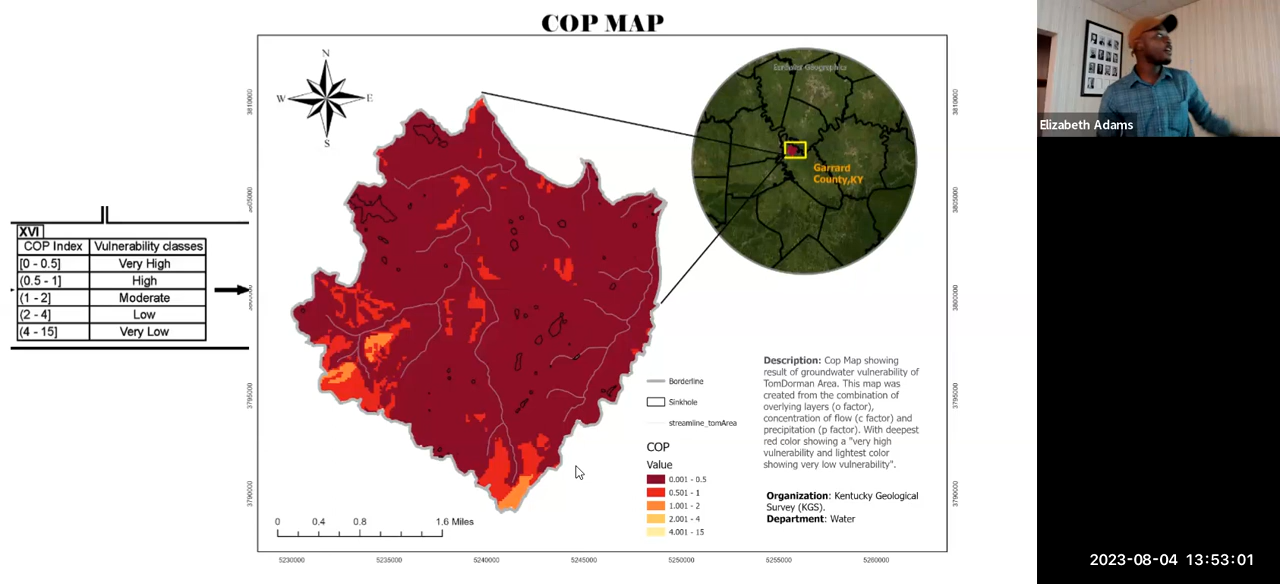 COP MAP
N
W
E
S
3810000
3805000
3795000
3790000
3810000
3805000
3800000
3795000
3790000
Garrard
County,KY
XVI
COP Index Vulnerability classes
[0 - 0.5] Very High
(0.5 - 1] High
(1 - 2] Moderate
(2 - 4] Low
(4 - 15] Very Low
Borderline
Sinkhole
streamline_tomArea
COP
Value
0.001 - 0.5
0.501 - 1
1.001 - 2
2.001 - 4
4.001 - 15
Description: Cop Map showing
result of groundwater vulnerability of
TomDorman Area. This map was
created from the combination of
overlying layers (o factor),
concentration of flow (c factor) and
precipitation (p factor). With deepest
red color showing a "very high
vulnerability and lightest color
showing very low vulnerability".
Organization: Kentucky Geological
Survey (KGS).
Department: Water
0 0.4 0.8 1.6 Miles
5230000 5235000 5240000 5245000 5250000 5255000 5260000
Elizabeth Adams
2023-08-04 13:53:01